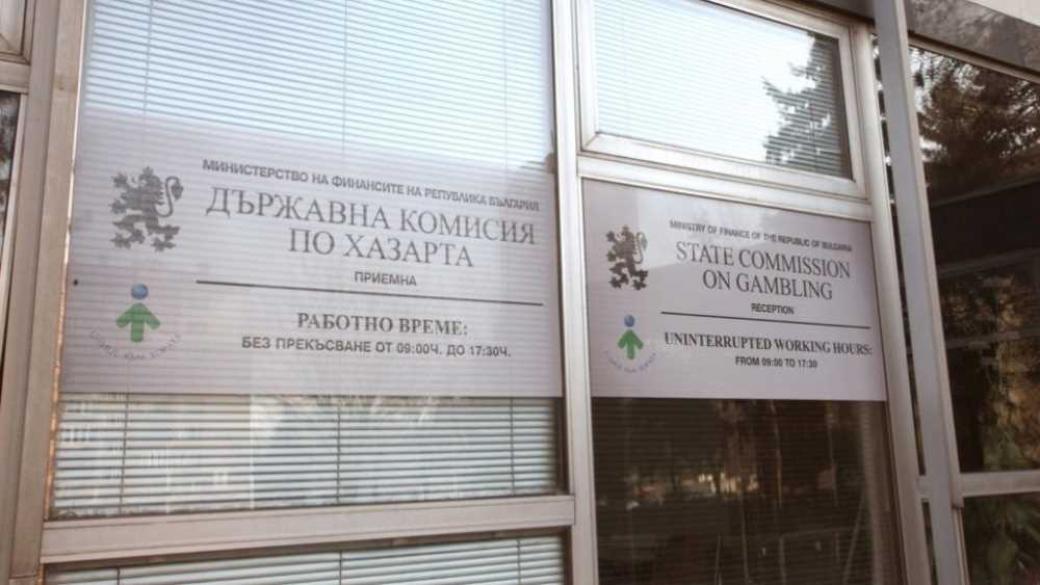 МИНИСТЕРСТВО НА ФИНАНСИТЕ НА РЕПУБЛИКА БЪЛГАРИЯ
ДЪРЖАВНА КОМИСИЯ
ПО ХАЗАРТА
ПРИЕМНА
РАБОТНО ВРЕМЕ:
БЕЗ ПРЕКЪСВАНЕ ОТ 09:00Ч. ДО 17:30Ч.
MINISTRY OF FINANCE OF THE REPUBLIC OF BULGARIA
STATE COMMISSION
ON GAMBLING
RECEPTION
UNINTERRUPTED WORKING HOURS:
FROM 09:00 TO 17:30